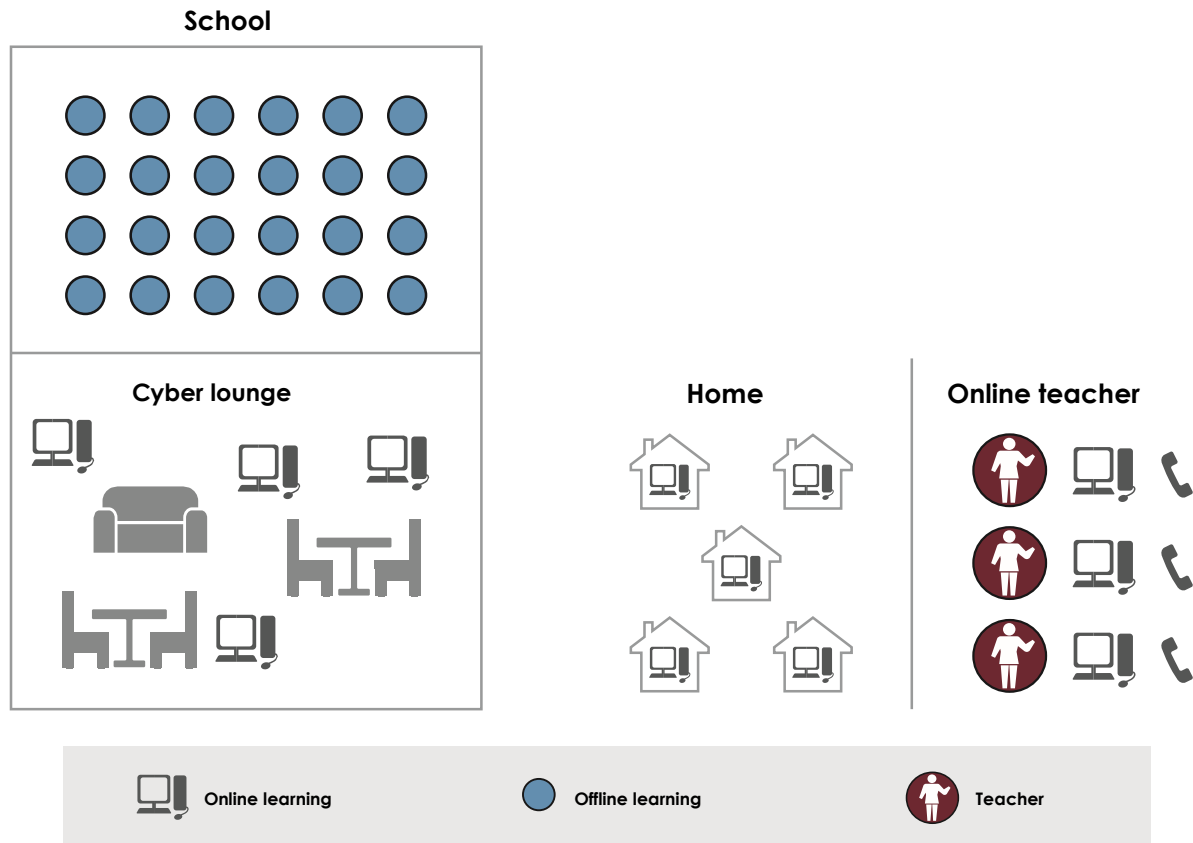 School
Cyber lounge
Home
Online teacher
Online learning
Offline learning
Teacher